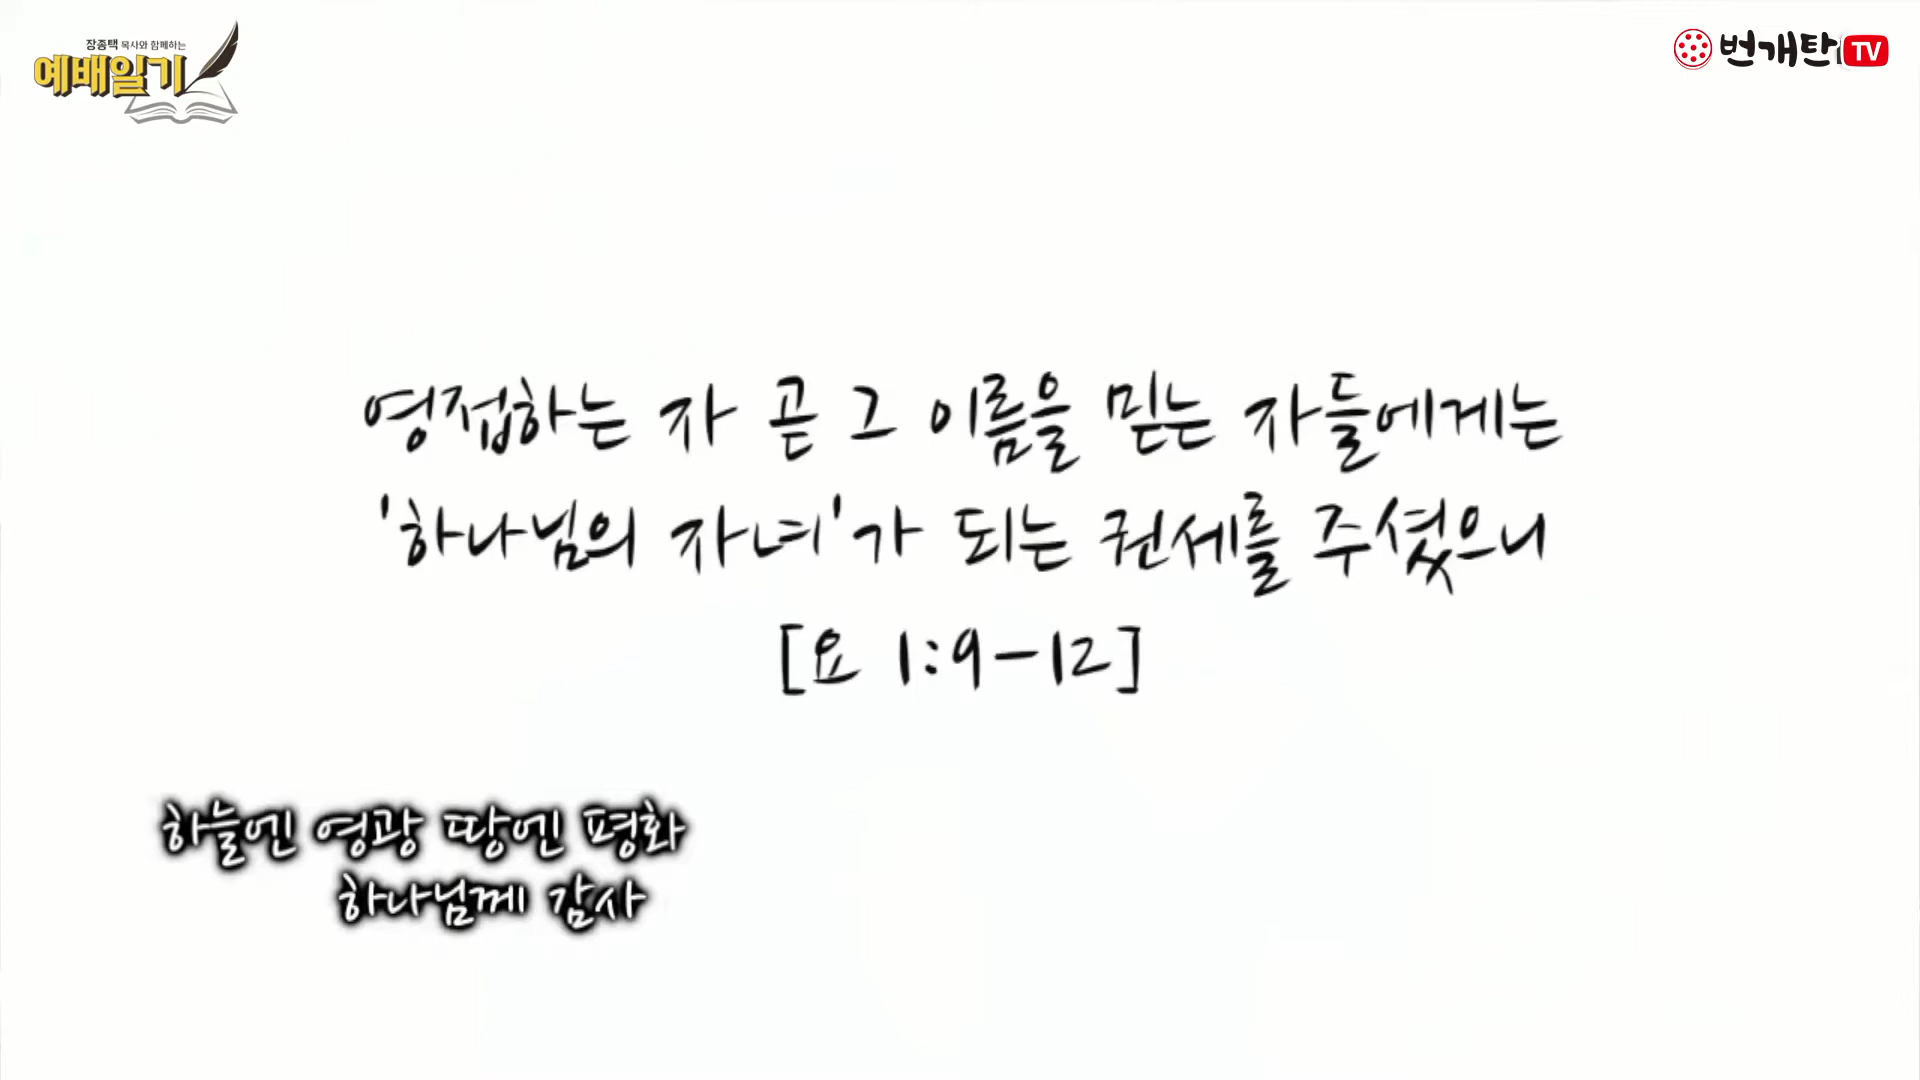 장종택 목사와 함께하는
예배일기
번개탄 TV
영접하는 자 곧 그 이름을 믿는 자들에게는
'하나님의 자녀'가 되는 권세를 주셨으니
[요 1:9-12]
하늘엔 영광 땅엔 평화
하나님께 감사